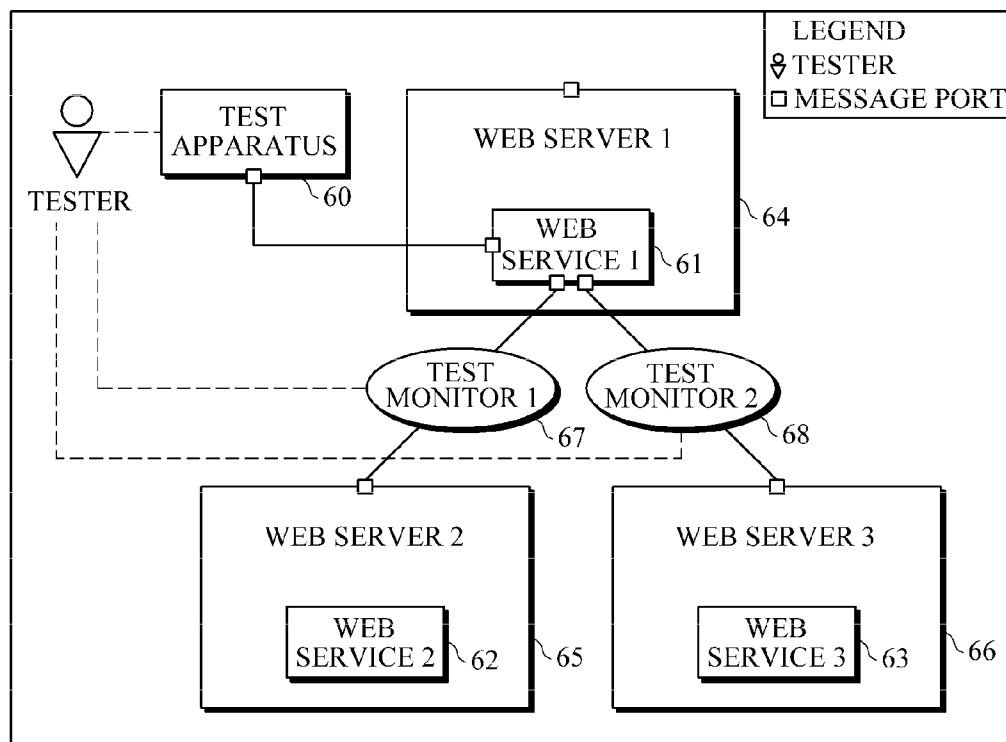 LEGEND
TESTER
MESSAGE PORT
TEST
APPARATUS
60
TESTER
WEB SERVER 1
64
WEB
SERVICE 1
61
TEST
MONITOR 1
67
TEST
MONITOR 2
68
WEB SERVER 2
WEB
SERVICE 2
62
65
WEB SERVER 3
WEB
SERVICE 3
63
66